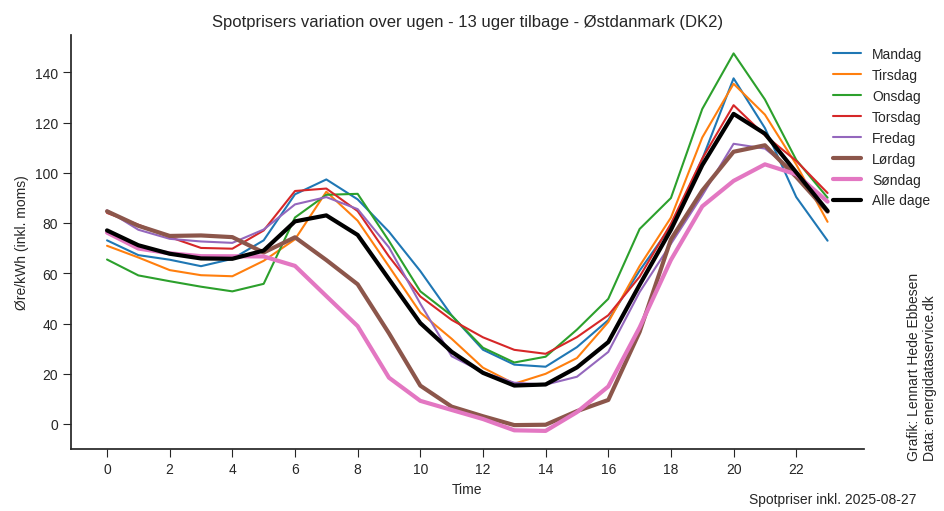 Spotprisers variation over ugen - 13 uger tilbage - Østdanmark (DK2)
Mandag
Tirsdag
Onsdag
Torsdag
Fredag
Lørdag
Søndag
Alle dage
Øre/kWh (inkl. moms)
140
120
100
80
60
40
20
0
0 2 4 6 8 10 12 14 16 18 20 22
Time
Grafik: Lennart Hede Ebbesen
Data: energidataservice.dk
Spotpriser inkl. 2025-08-27